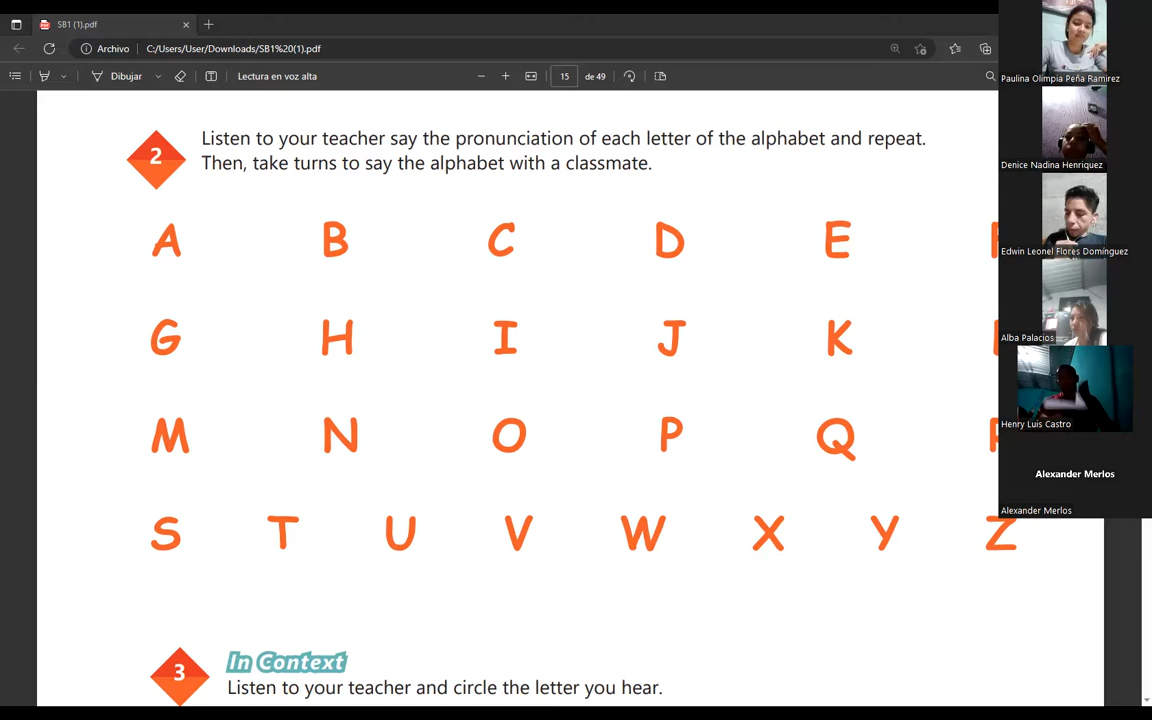 SB1 (1).pdf
Archivo C:/Users/User/Downloads/SB1%20(1).pdf
Dibujar Lectura en voz alta 15 de 49
2
Listen to your teacher say the pronunciation of each letter of the alphabet and repeat.
Then, take turns to say the alphabet with a classmate.
A B C D E
G H I J K
M N O P Q
S T U V W X Y Z
3
In Context
Listen to your teacher and circle the letter you hear.
Paulina Olimpia Peña Ramirez
Denice Nadina Henriquez
Edwin Leonel Flores Domínguez
Alba Palacios
Henry Luis Castro
Alexander Merlos
Alexander Merlos